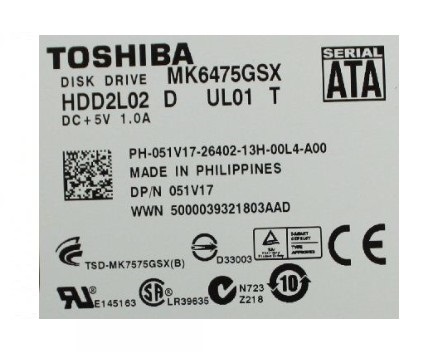 TOSHIBA
DISK DRIVE MK6475GSX
HDD2L02 D UL01 T
DC+5V 1.0A
SERIAL
ATA
PH-051V17-26402-13H-00L4-A00
MADE IN PHILIPPINES
DP/N 051V17
WWN 5000039321803AAD
TSD-MK7575GSX(B)
D33003
CE
E145163
LR39635
N723
Z218
10